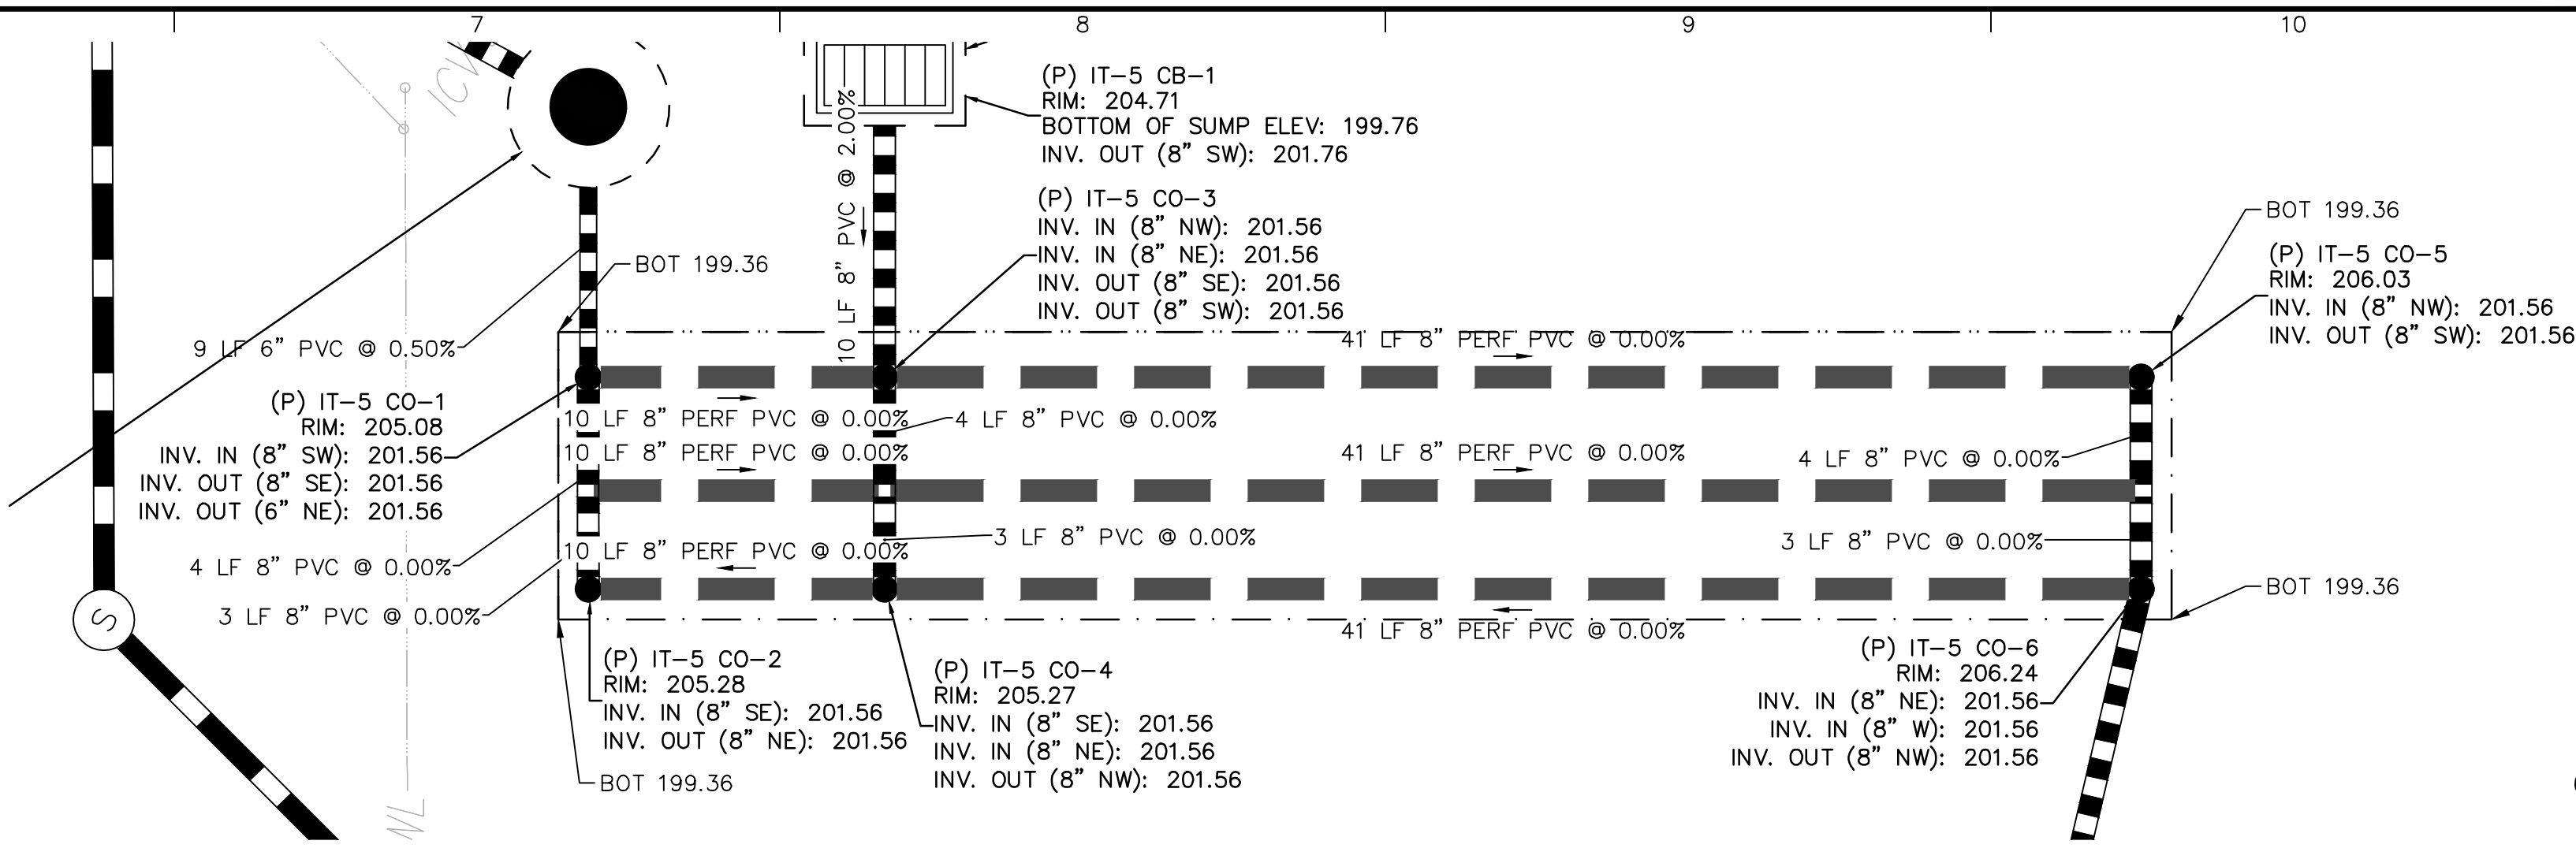 7
8
9
10
ICV
(P) IT-5 CB-1
RIM: 204.71
BOTTOM OF SUMP ELEV: 199.76
INV. OUT (8" SW): 201.76
10 LF 8" PVC @ 2.00%
(P) IT-5 CO-3
INV. IN (8" NW): 201.56
INV. IN (8" NE): 201.56
INV. OUT (8" SE): 201.56
INV. OUT (8" SW): 201.56
BOT 199.36
BOT 199.36
(P) IT-5 CO-5
RIM: 206.03
INV. IN (8" NW): 201.56
INV. OUT (8" SW): 201.56
9 LF 6" PVC @ 0.50%
41 LF 8" PERF PVC @ 0.00%
(P) IT-5 CO-1
RIM: 205.08
INV. IN (8" SW): 201.56
INV. OUT (8" SE): 201.56
INV. OUT (6" NE): 201.56
10 LF 8" PERF PVC @ 0.00%
4 LF 8" PVC @ 0.00%
10 LF 8" PERF PVC @ 0.00%
41 LF 8" PERF PVC @ 0.00%
4 LF 8" PVC @ 0.00%
10 LF 8" PERF PVC @ 0.00%
3 LF 8" PVC @ 0.00%
3 LF 8" PVC @ 0.00%
4 LF 8" PVC @ 0.00%
3 LF 8" PVC @ 0.00%
BOT 199.36
S
41 LF 8" PERF PVC @ 0.00%
(P) IT-5 CO-2
RIM: 205.28
INV. IN (8" SE): 201.56
INV. OUT (8" NE): 201.56
BOT 199.36
(P) IT-5 CO-4
RIM: 205.27
INV. IN (8" SE): 201.56
INV. IN (8" NE): 201.56
INV. OUT (8" NW): 201.56
(P) IT-5 CO-6
RIM: 206.24
INV. IN (8" NE): 201.56
INV. IN (8" W): 201.56
INV. OUT (8" NW): 201.56
WL